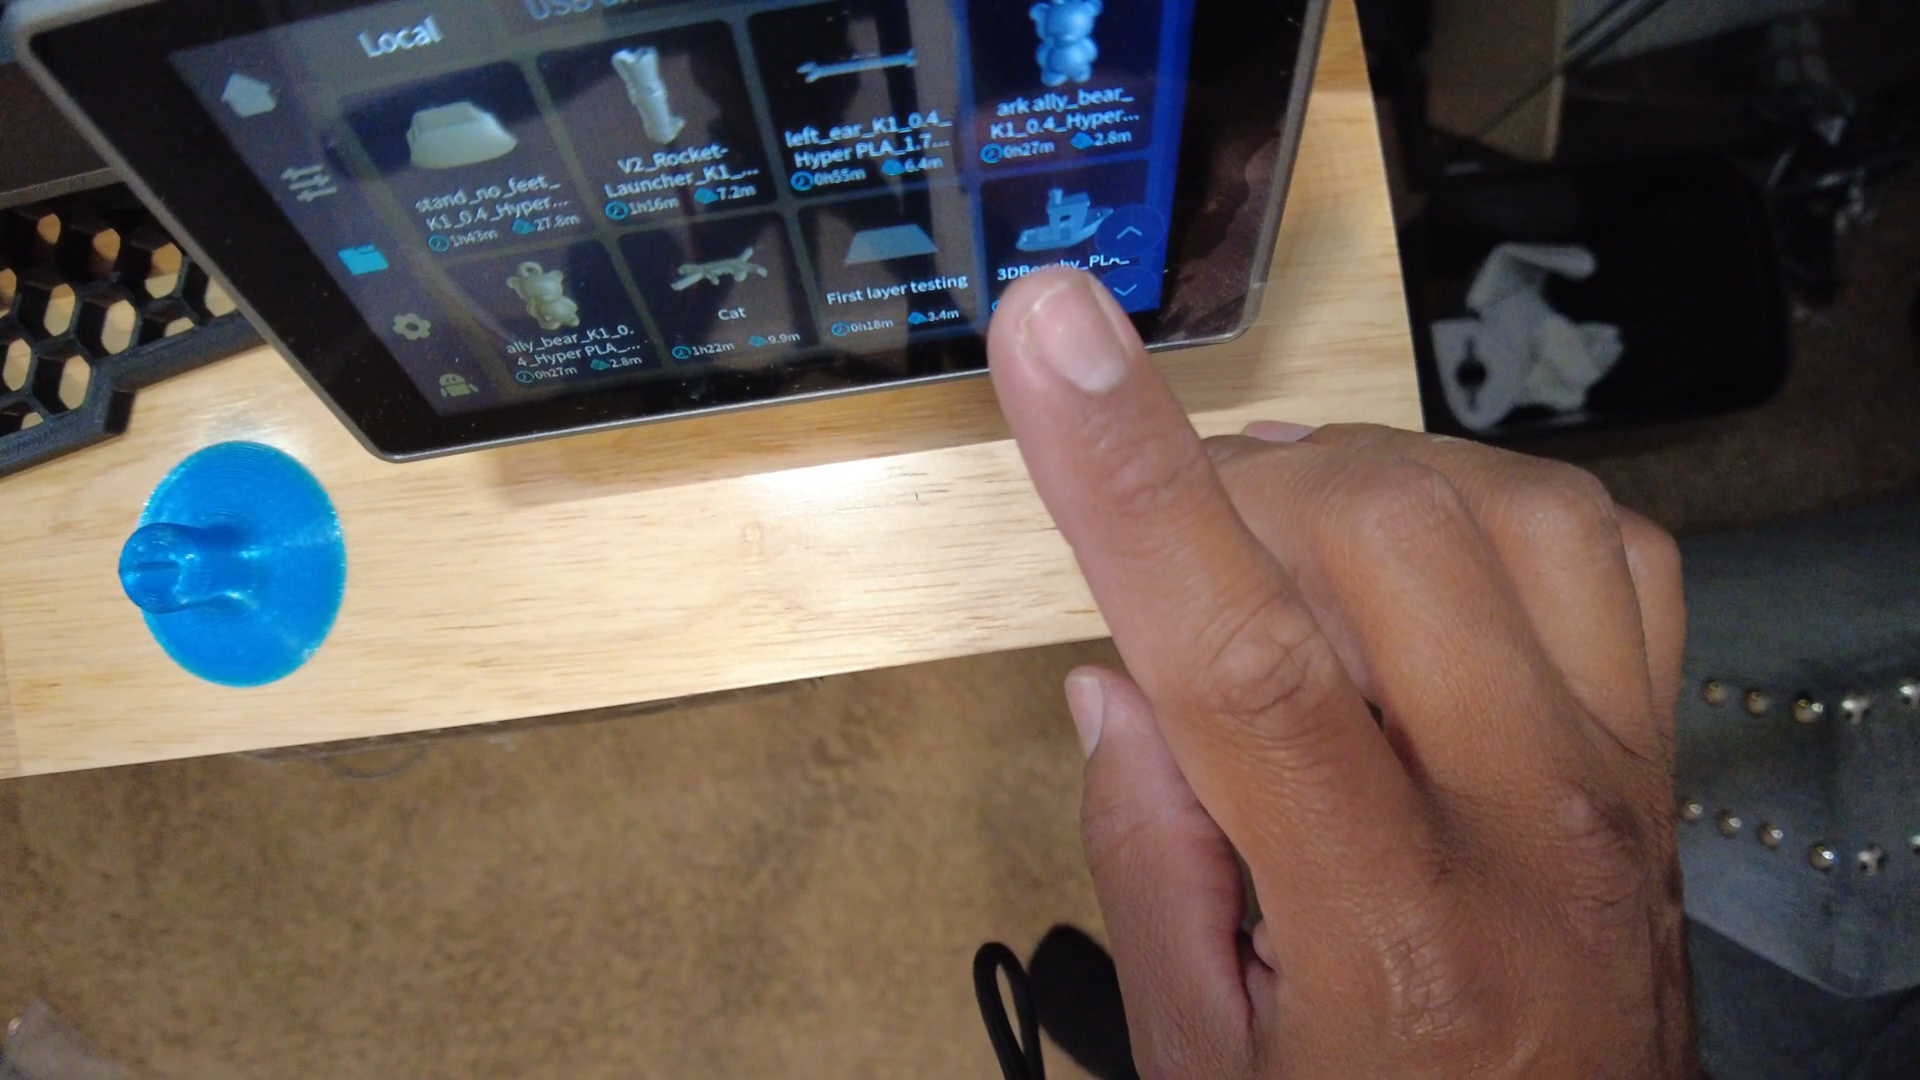 Local
USB
stand_no_feet_
K1_0.4_Hyper...
1h43m 27.8m
V2_Rocket-
Launcher_K1_...
1h16m 7.2m
left_ear_K1_0.4_
Hyper PLA_1.7...
0h55m 6.4m
ark ally_bear_
K1_0.4_Hyper...
0h27m 2.8m
ally_bear_K1_0.
4_Hyper PLA_...
0h27m 2.8m
Cat
1h22m 9.9m
First layer testing
0h18m 3.4m
3DBenchy_PLA_